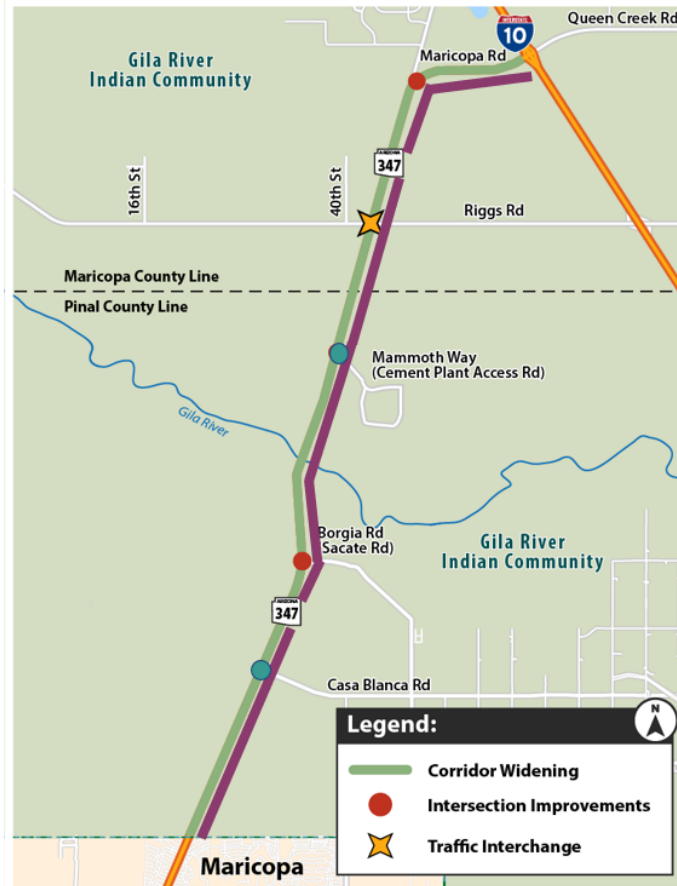 INTERSTATE
10
Queen Creek Rd
Maricopa Rd
Gila River
Indian Community
ARIZONA
347
16th St
40th St
Riggs Rd
Maricopa County Line
Pinal County Line
Mammoth Way
(Cement Plant Access Rd)
Gila River
Borgia Rd
(Sacate Rd)
Gila River
Indian Community
ARIZONA
347
Casa Blanca Rd
Legend:
N
Corridor Widening
Intersection Improvements
Traffic Interchange
Maricopa